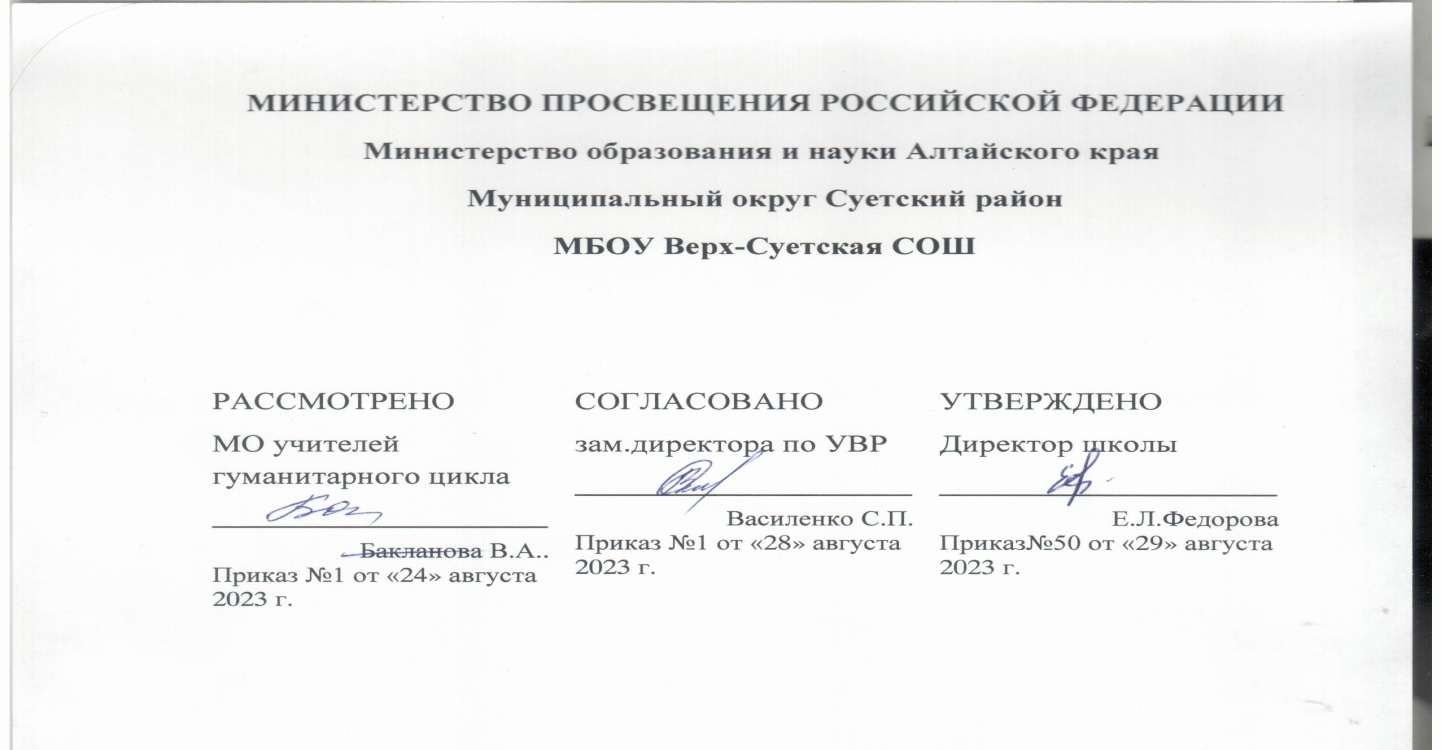 МИНИСТЕРСТВО ПРОСВЕЩЕНИЯ РОССИЙСКОЙ ФЕДЕРАЦИИ
Министерство образования и науки Алтайского края
Муниципальный округ Суетский район
МБОУ Верх-Суетская СОШ
РАССМОТРЕНО
МО учителей
гуманитарного цикла
Бакланова В.А..
Приказ №1 от «24» августа
2023 г.
СОГЛАСОВАНО
зам.директора по УВР
Василенко С.П.
Приказ №1 от «28» августа
2023 г.
УТВЕРЖДЕНО
Директор школы
Е.Л.Федорова
Приказ№50 от «29» августа
2023 г.